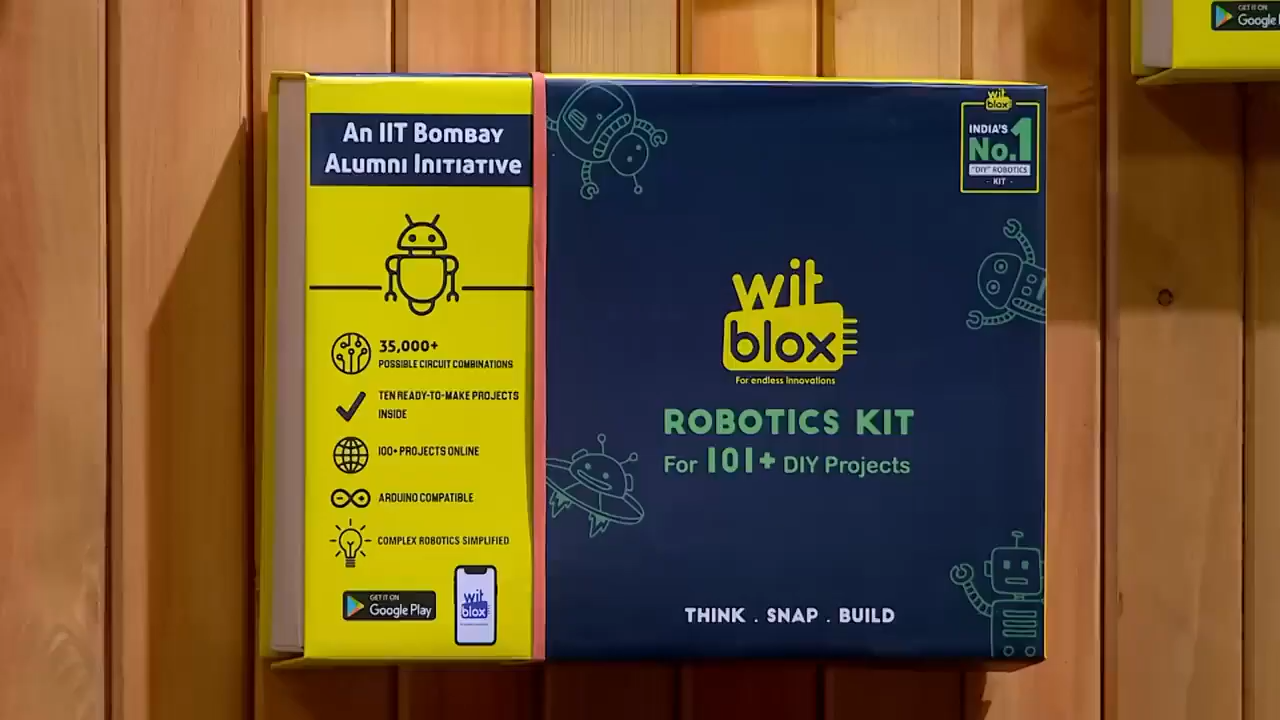 An IIT Bombay
Alumni Initiative
35,000+
POSSIBLE CIRCUIT COMBINATIONS
TEN READY-TO-MAKE PROJECTS
INSIDE
100+ PROJECTS ONLINE
ARDUINO COMPATIBLE
COMPLEX ROBOTICS SIMPLIFIED
GET IT ON
Google Play
wit
blox
wit
blox
For endless innovations
ROBOTICS KIT
For 101+ DIY Projects
THINK . SNAP . BUILD
wit
blox
INDIA'S
No.1
"DIY" ROBOTICS
- KIT -
GET IT ON
Google